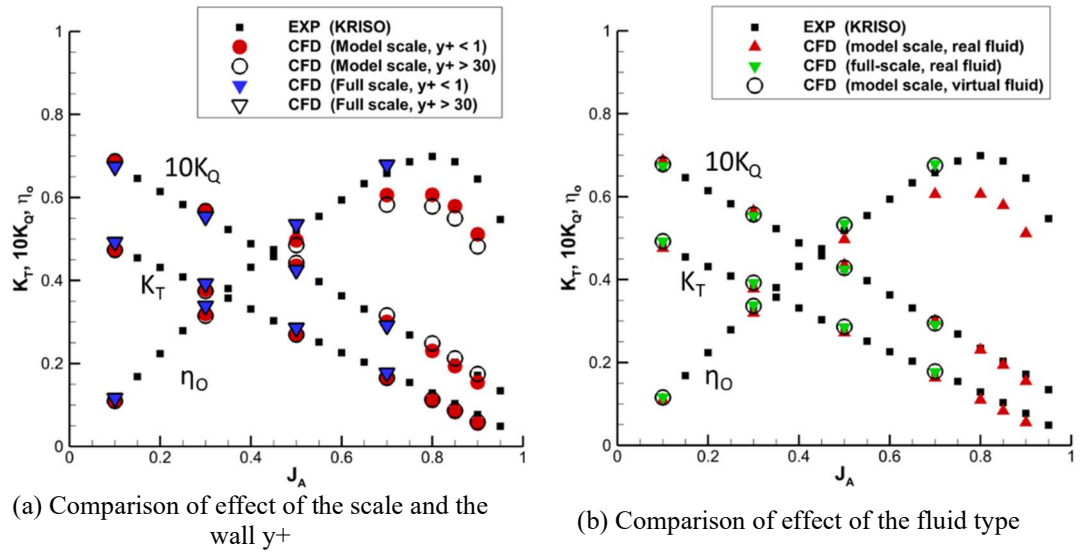 EXP (KRISO)
CFD (Model scale, y+ < 1)
CFD (Model scale, y+ > 30)
CFD (Full scale, y+ < 1)
CFD (Full scale, y+ > 30)
1
0.8
0.6
0.4
0.2
0
K_T, 10K_Q, η_o
10K_Q
K_T
η_O
0 0.2 0.4 0.6 0.8 1
J_A
(a) Comparison of effect of the scale and the
wall y+
EXP (KRISO)
CFD (model scale, real fluid)
CFD (full-scale, real fluid)
CFD (model scale, virtual fluid)
1
0.8
0.6
0.4
0.2
0
K_T, 10K_Q, η_o
10K_Q
K_T
η_O
0 0.2 0.4 0.6 0.8 1
J_A
(b) Comparison of effect of the fluid type